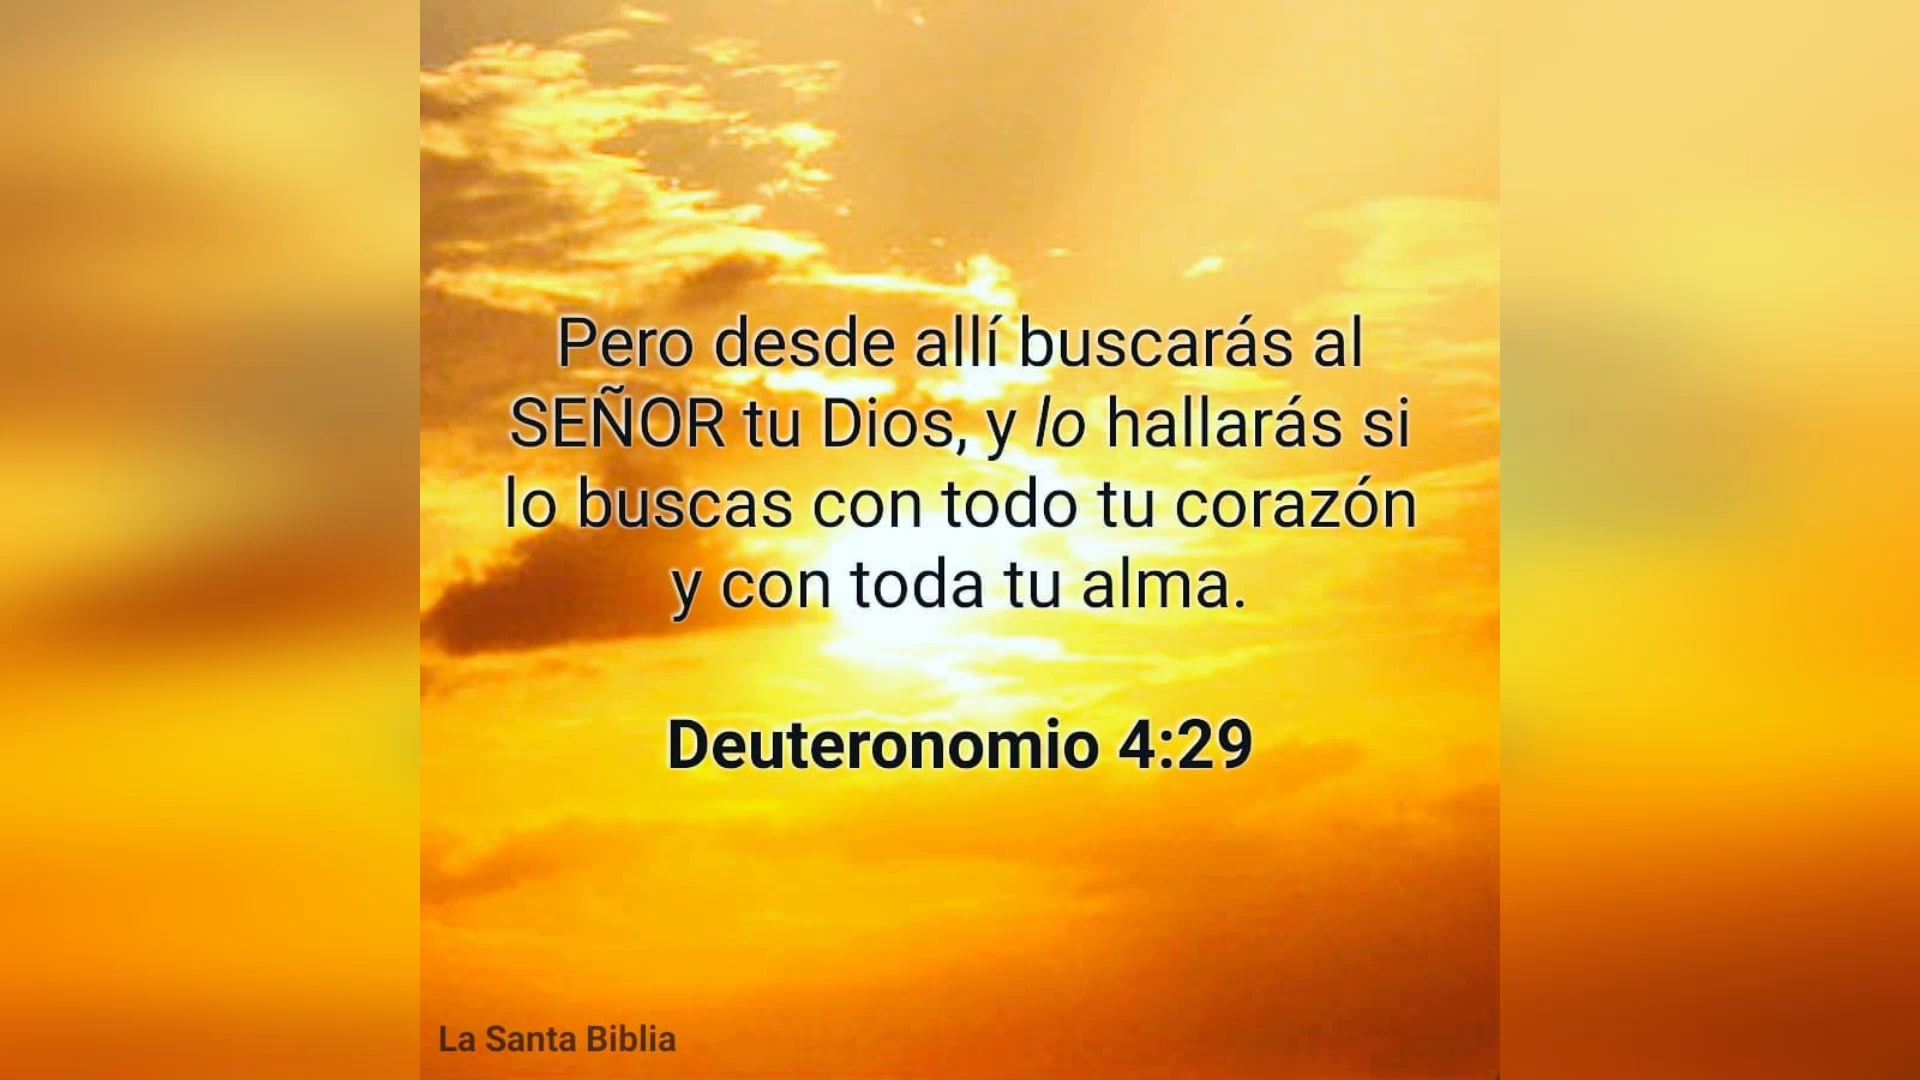 Pero desde allí buscarás al
SEÑOR tu Dios, y lo hallarás si
lo buscas con todo tu corazón
y con toda tu alma.
Deuteronomio 4:29
La Santa Biblia